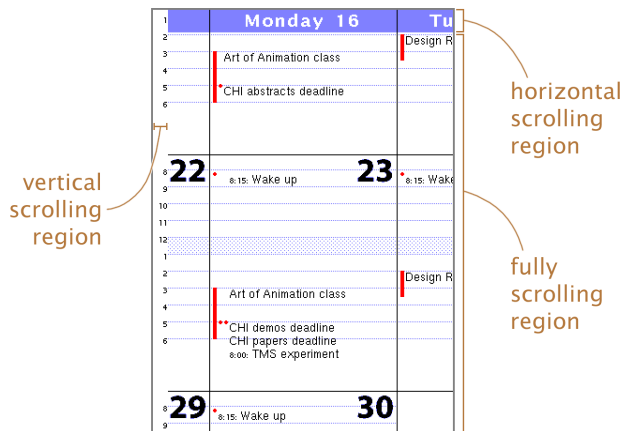 1 Monday 16 Tu
2 Design R
3 Art of Animation class
4
5 CHI abstracts deadline
6
horizontal
scrolling
region
vertical
scrolling
region
22 23
8 8:15: Wake up 8:15: Wake
9
10
11
12
1
2 Design R
3 Art of Animation class
4
5 CHI demos deadline
6 CHI papers deadline
8:00: TMS experiment
fully
scrolling
region
29 30
8 8:15: Wake up
9